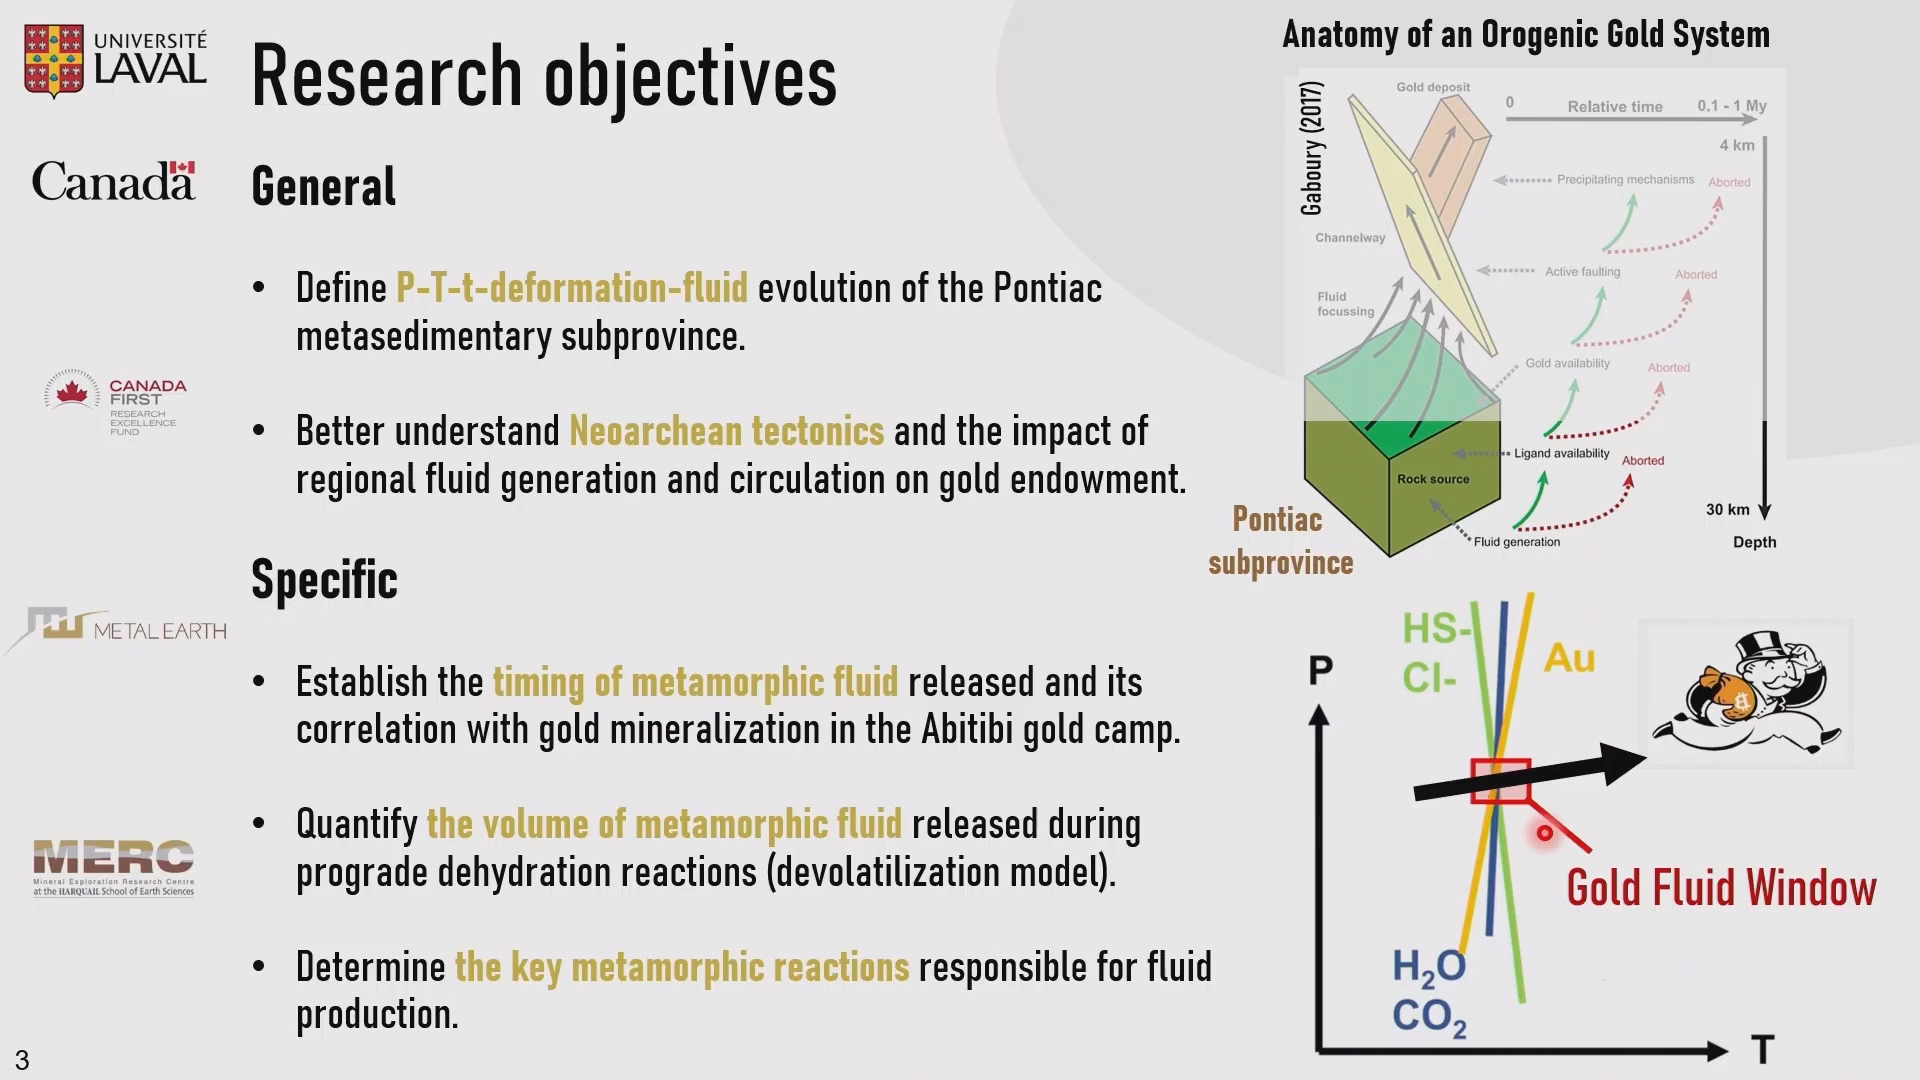 UNIVERSITÉ
LAVAL
Research objectives
Canada
CANADA
FIRST
RESEARCH
EXCELLENCE
FUND
METAL EARTH
MERC
Mineral Exploration Research Centre
at the HARQUAIL School of Earth Sciences
General
• Define P-T-t-deformation-fluid evolution of the Pontiac
metasedimentary subprovince.
• Better understand Neoarchean tectonics and the impact of
regional fluid generation and circulation on gold endowment.
Specific
• Establish the timing of metamorphic fluid released and its
correlation with gold mineralization in the Abitibi gold camp.
• Quantify the volume of metamorphic fluid released during
prograde dehydration reactions (devolatilization model).
• Determine the key metamorphic reactions responsible for fluid
production.
3
Anatomy of an Orogenic Gold System
Gaboury (2017)
Gold deposit
0 Relative time 0.1 - 1 My
4 km
Precipitating mechanisms
Aborted
Channelway
Active faulting
Aborted
Fluid
focussing
Gold availability
Aborted
Ligand availability
Aborted
Rock source
Fluid generation
30 km
Depth
Pontiac
subprovince
HS-
Cl-
Au
P
Gold Fluid Window
H₂O
CO₂
T